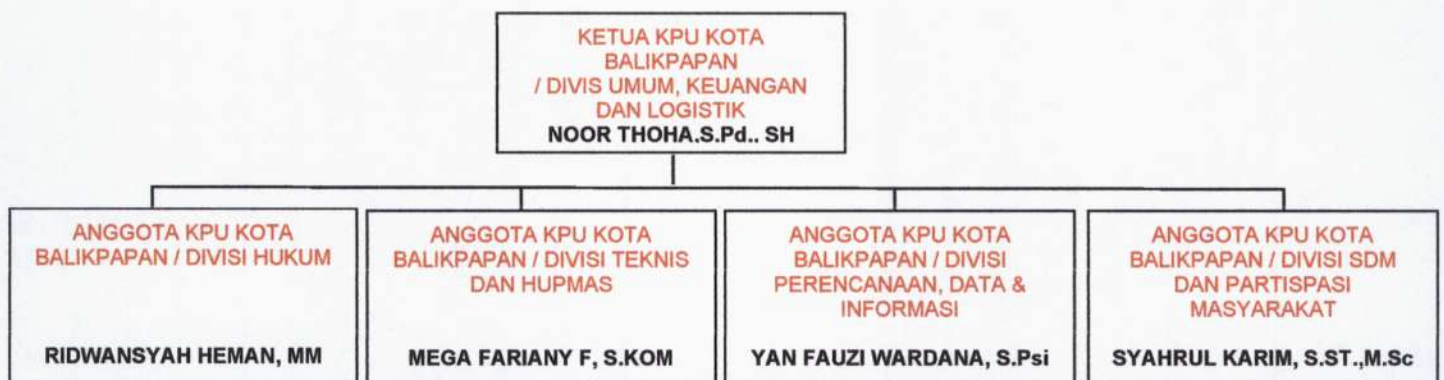 KETUA KPU KOTA
BALIKPAPAN
/ DIVIS UMUM, KEUANGAN
DAN LOGISTIK
NOOR THOHA.S.Pd.. SH
ANGGOTA KPU KOTA
BALIKPAPAN / DIVISI HUKUM
RIDWANSYAH HEMAN, MM
ANGGOTA KPU KOTA
BALIKPAPAN / DIVISI TEKNIS
DAN HUPMAS
MEGA FARIANY F, S.KOM
ANGGOTA KPU KOTA
BALIKPAPAN / DIVISI
PERENCANAAN, DATA &
INFORMASI
YAN FAUZI WARDANA, S.Psi
ANGGOTA KPU KOTA
BALIKPAPAN / DIVISI SDM
DAN PARTISPASI
MASYARAKAT
SYAHRUL KARIM, S.ST.,M.Sc